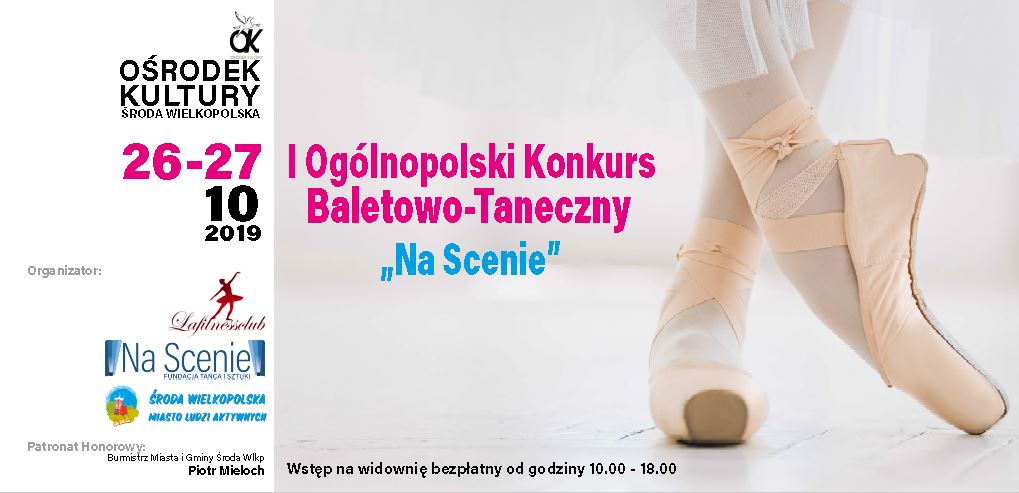 OK
OŚRODEK
KULTURY
ŚRODA WIELKOPOLSKA
26-27
10
2019
I Ogólnopolski Konkurs
Baletowo-Taneczny
„Na Scenie”
Organizator:
Lafitnessclub
Na Scenie
FUNDACJA TAŃCA I SZTUKI
ŚRODA WIELKOPOLSKA
MIASTO LUDZI AKTYWNYCH
Patronat Honorowy:
Burmistrz Miasta i Gminy Środa Wlkp
Piotr Mieloch
Wstęp na widownię bezpłatny od godziny 10.00 - 18.00